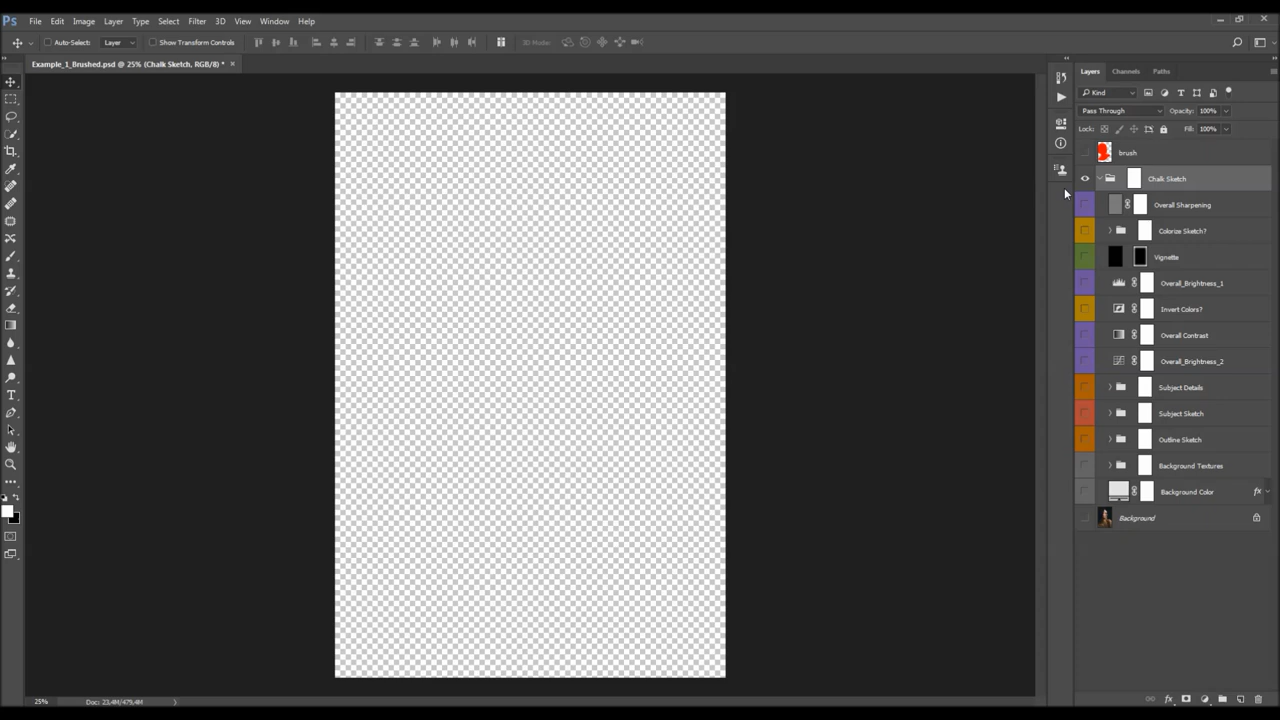 Ps File Edit Image Layer Type Select Filter 3D View Window Help
Auto-Select: Layer Show Transform Controls 3D Mode:
Example_1_Brushed.psd @ 25% (Chalk Sketch, RGB/8) * ×
Layers Channels Paths
Kind
Pass Through Opacity: 100%
Lock: Fill: 100%
brush
Chalk Sketch
Overall Sharpening
Colorize Sketch?
Vignette
Overall_Brightness_1
Invert Colors?
Overall Contrast
Overall_Brightness_2
Subject Details
Subject Sketch
Outline Sketch
Background Textures
Background Color fx
Background
25% Doc: 23,4M/479,4M
fx